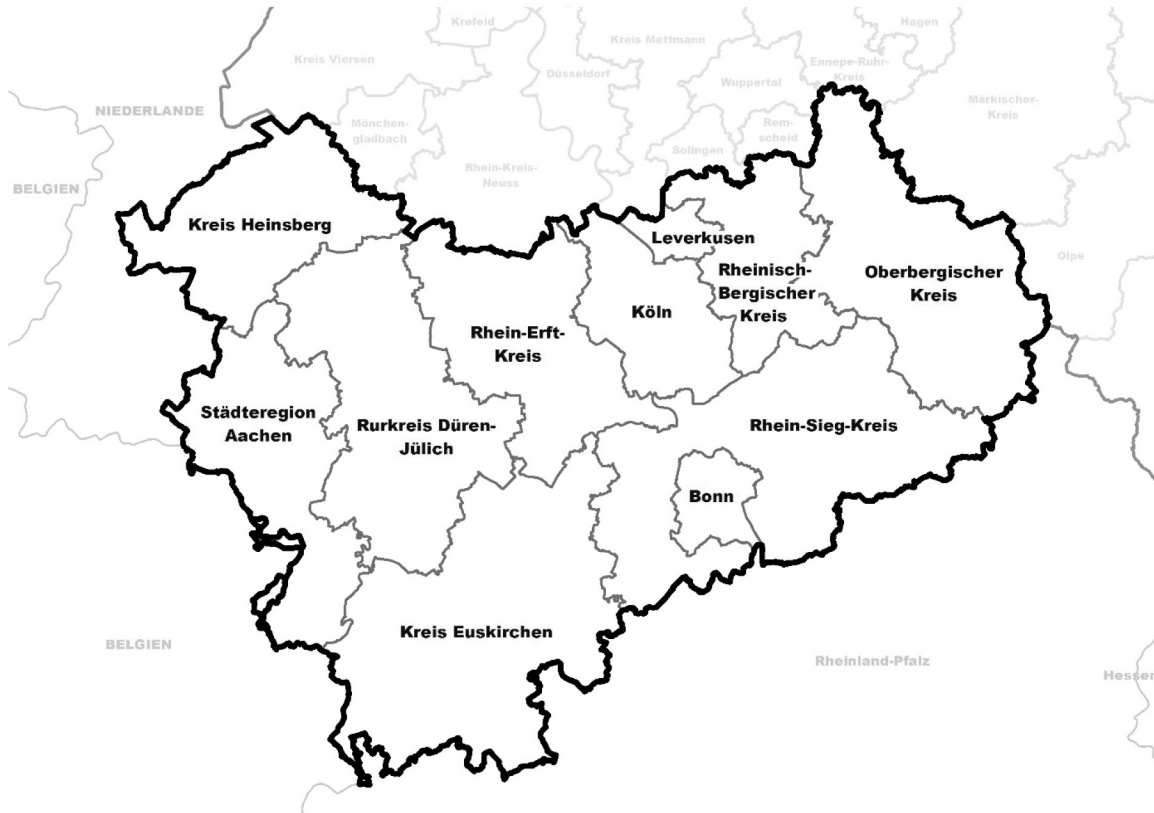 Krefeld
Hagen
Kreis Mettmann
Kreis Viersen
Ennepe-Ruhr-
Kreis
Düsseldorf
Wuppertal
NIEDERLANDE
Märkischer-
Kreis
Mönchen-
gladbach
Rem-
scheid
Solingen
Rhein-Kreis-
Neuss
BELGIEN
Kreis Heinsberg
Leverkusen
Olpe
Rheinisch-
Bergischer
Kreis
Oberbergischer
Kreis
Köln
Rhein-Erft-
Kreis
Städteregion
Aachen
Rurkreis Düren-
Jülich
Rhein-Sieg-Kreis
Bonn
Kreis Euskirchen
BELGIEN
Rheinland-Pfalz
Hessen